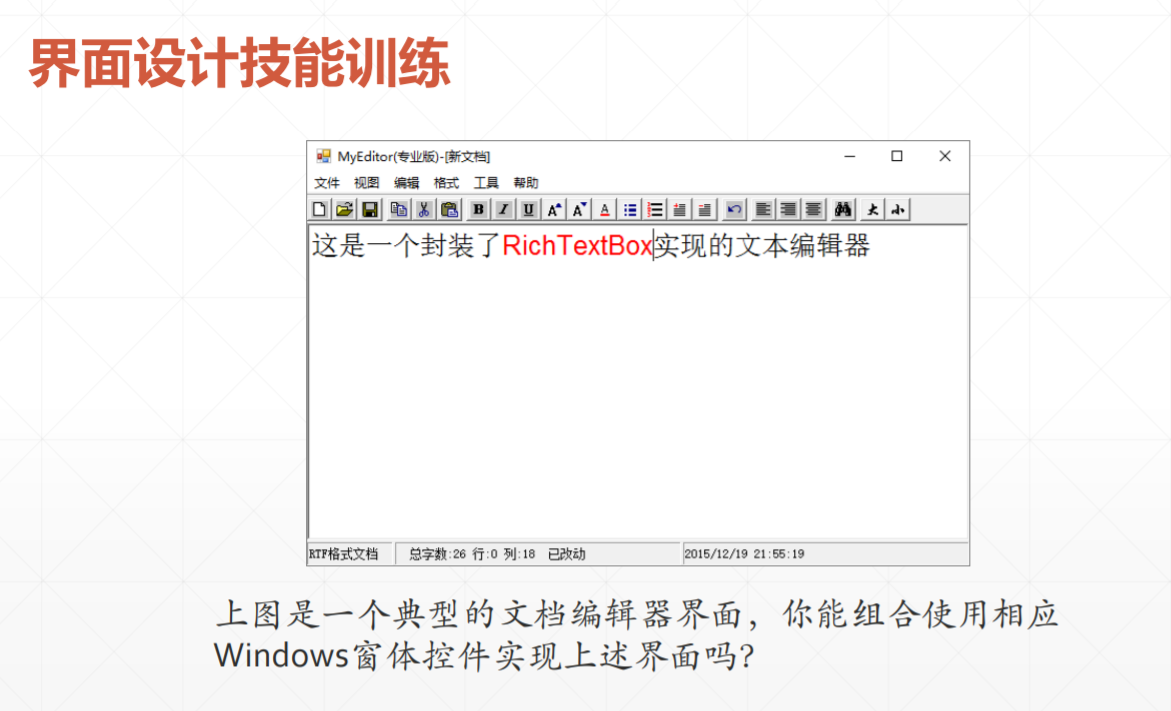 界面设计技能训练
MyEditor(专业版)-[新文档]
文件 视图 编辑 格式 工具 帮助
B I U A A A 大 小
这是一个封装了RichTextBox实现的文本编辑器
RTF格式文档 总字数:26 行:0 列:18 已改动 2015/12/19 21:55:19
上图是一个典型的文档编辑器界面，你能组合使用相应
Windows窗体控件实现上述界面吗？